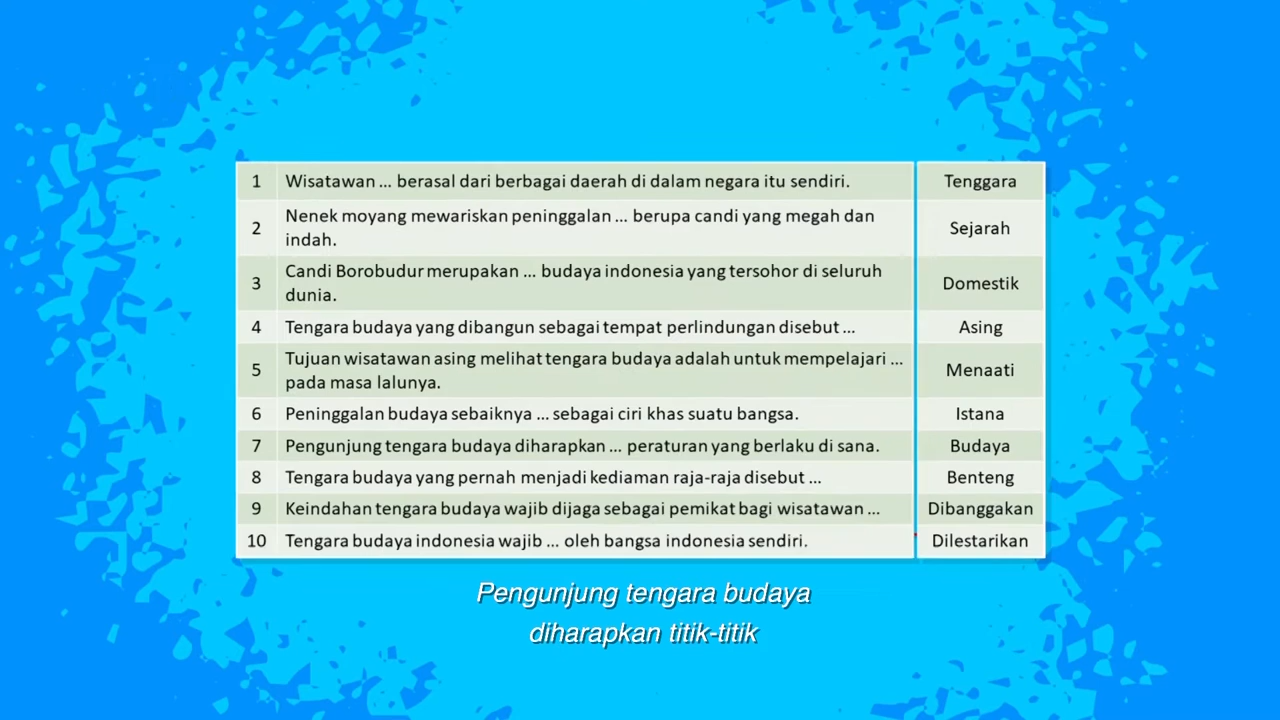 1 Wisatawan ... berasal dari berbagai daerah di dalam negara itu sendiri. Tenggara
2 Nenek moyang mewariskan peninggalan ... berupa candi yang megah dan
indah. Sejarah
3 Candi Borobudur merupakan ... budaya indonesia yang tersohor di seluruh
dunia. Domestik
4 Tengara budaya yang dibangun sebagai tempat perlindungan disebut ... Asing
5 Tujuan wisatawan asing melihat tengara budaya adalah untuk mempelajari ...
pada masa lalunya. Menaati
6 Peninggalan budaya sebaiknya ... sebagai ciri khas suatu bangsa. Istana
7 Pengunjung tengara budaya diharapkan ... peraturan yang berlaku di sana. Budaya
8 Tengara budaya yang pernah menjadi kediaman raja-raja disebut ... Benteng
9 Keindahan tengara budaya wajib dijaga sebagai pemikat bagi wisatawan ... Dibanggakan
10 Tengara budaya indonesia wajib ... oleh bangsa indonesia sendiri. Dilestarikan
Pengunjung tengara budaya
diharapkan titik-titik